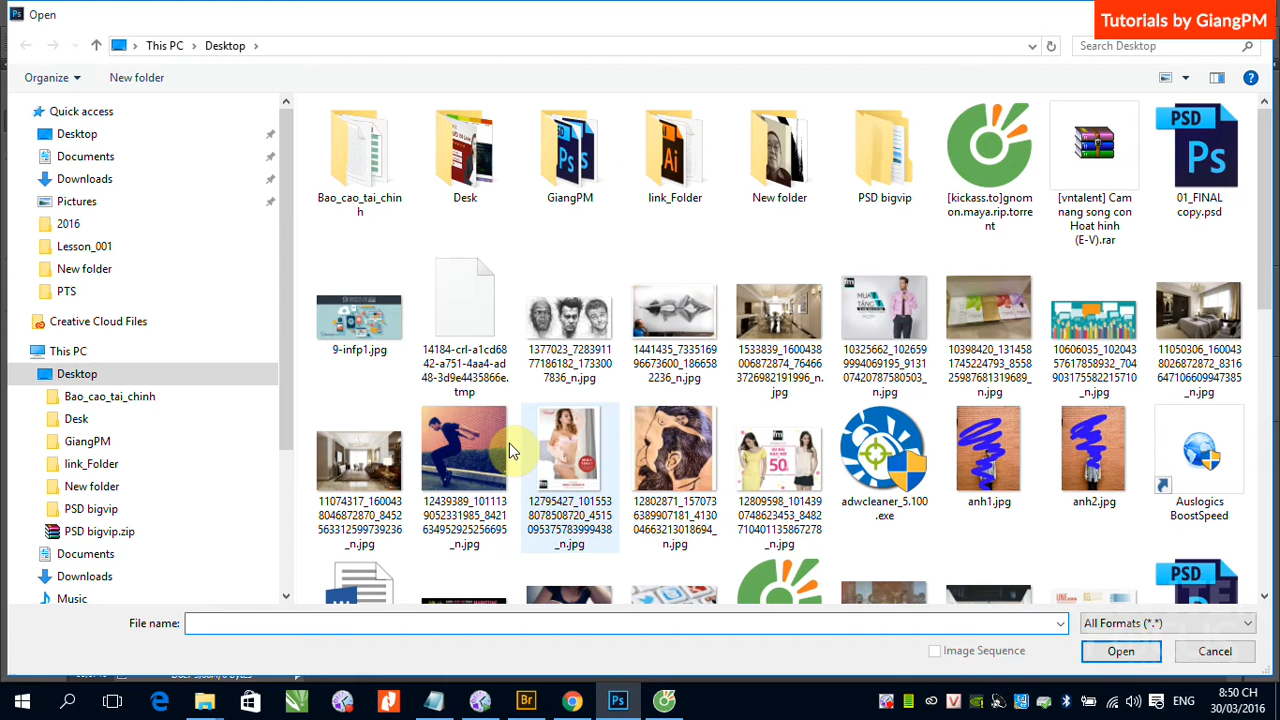 Open
Tutorials by GiangPM
This PC
Desktop
Search Desktop
Organize
New folder
Quick access
Desktop
Documents
Downloads
Pictures
2016
Lesson_001
New folder
PTS
Creative Cloud Files
This PC
Desktop
Bao_cao_tai_chinh
Desk
GiangPM
link_Folder
New folder
PSD bigvip
PSD bigvip.zip
Documents
Downloads
Music
Bao_cao_tai_chin
h
Desk
GiangPM
link_Folder
New folder
PSD bigvip
[kickass.to]gnom
on.maya.rip.torre
nt
[vntalent] Cam
nang song con
Hoat hinh
(E-V).rar
PSD
Ps
01_FINAL
copy.psd
9-infp1.jpg
14184-crl-a1cd68
42-a751-4aa4-ad
48-3d9e4435866e.
tmp
1377023_7283911
77186182_173300
7836_n.jpg
1441435_7335169
96673600_186658
2236_n.jpg
1533839_1600438
006872874_76466
3726982191996_n.
jpg
10325662_102659
9994069195_9131
07420787580503_
n.jpg
10398420_131458
1745224793_8558
25987681319689_
n.jpg
10606035_102043
57617858932_704
903175582215710_
n.jpg
11050306_160043
8026872872_8316
647106609947385_
n.jpg
11074317_160043
8046872870_8452
563312599739236
_n.jpg
12439389_101113
9052331985_8421
634952925256695
_n.jpg
12795427_101553
8078508720_4515
095375783999438
_n.jpg
12802871_157073
6389907181_4130
04663213018694_
n.jpg
12809598_101439
0748623453_8482
710401135867278
_n.jpg
adwcleaner_5.100
.exe
anh1.jpg
anh2.jpg
Auslogics
BoostSpeed
PSD
File name:
All Formats (*.*)
Image Sequence
Open
Cancel
ENG
8:50 CH
30/03/2016